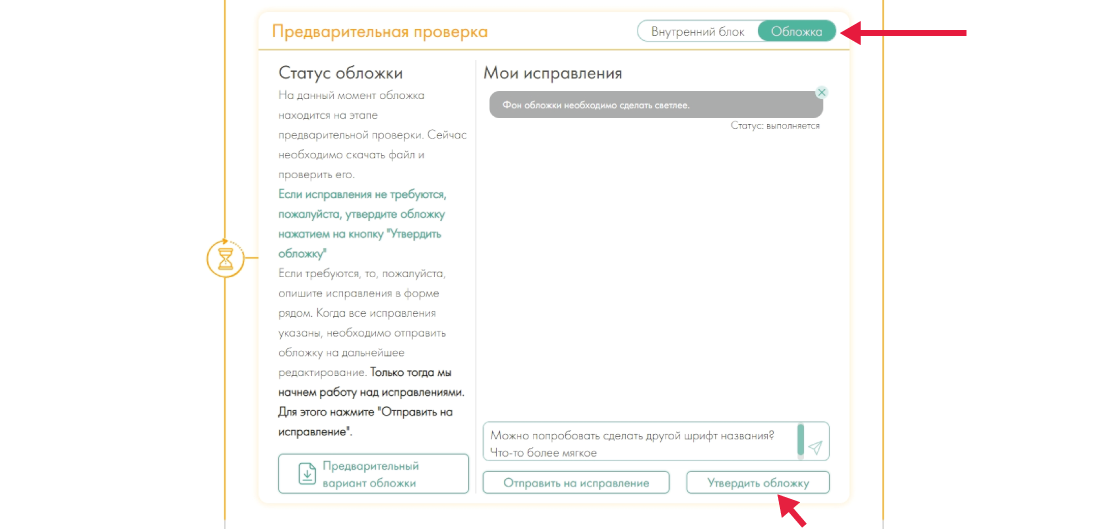 Предварительная проверка
Внутренний блок
Обложка
Статус обложки
На данный момент обложка
находится на этапе
предварительной проверки. Сейчас
необходимо скачать файл и
проверить его.
Если исправления не требуются,
пожалуйста, утвердите обложку
нажатием на кнопку "Утвердить
обложку"
Если требуются, то, пожалуйста,
опишите исправления в форме
рядом. Когда все исправления
указаны, необходимо отправить
обложку на дальнейшее
редактирование. Только тогда мы
начнем работу над исправлениями.
Для этого нажмите "Отправить на
исправление".
Предварительный
вариант обложки
Мои исправления
Фон обложки необходимо сделать светлее.
Статус: выполняется
Можно попробовать сделать другой шрифт названия?
Что-то более мягкое
Отправить на исправление
Утвердить обложку